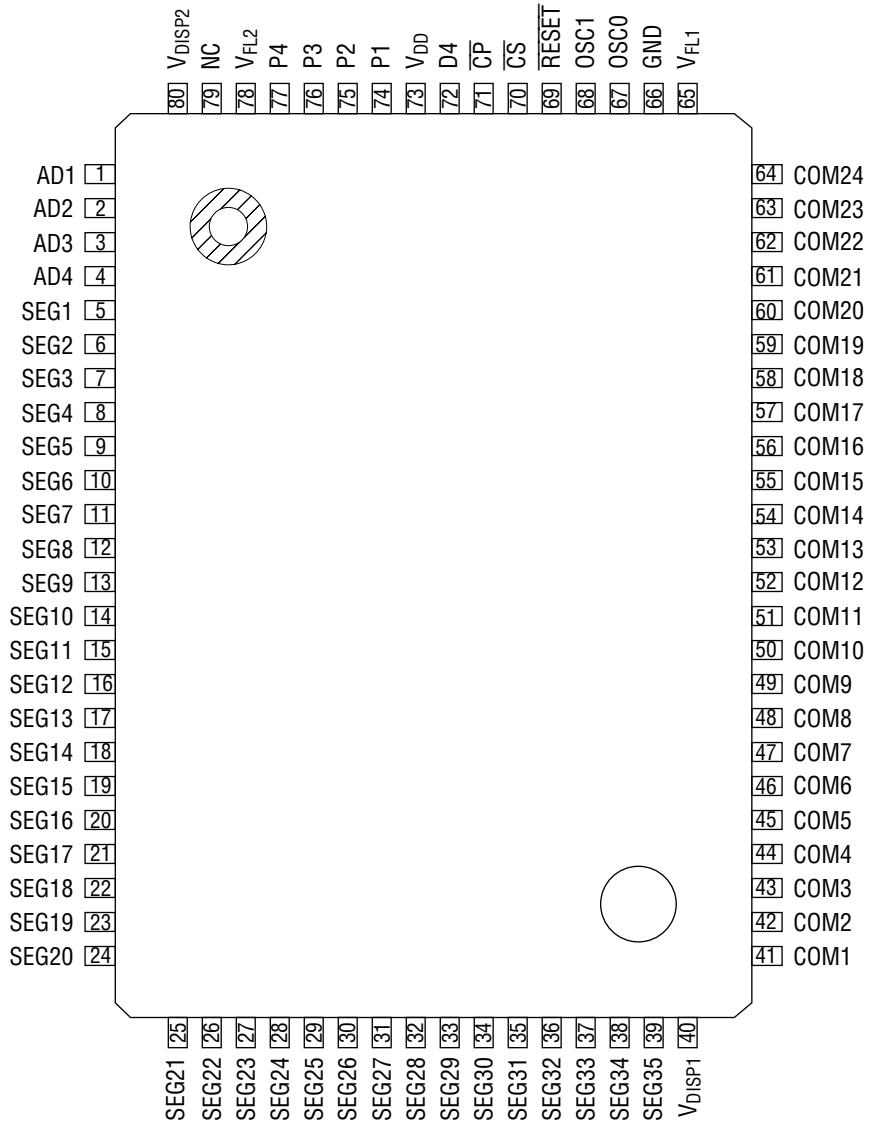 VDISP2 NC VFL2 P4 P3 P2 P1 VDD D4 CP CS RESET OSC1 OSC0 GND VFL1
80 79 78 77 76 75 74 73 72 71 70 69 68 67 66 65
AD1 1 64 COM24
AD2 2 63 COM23
AD3 3 62 COM22
AD4 4 61 COM21
SEG1 5 60 COM20
SEG2 6 59 COM19
SEG3 7 58 COM18
SEG4 8 57 COM17
SEG5 9 56 COM16
SEG6 10 55 COM15
SEG7 11 54 COM14
SEG8 12 53 COM13
SEG9 13 52 COM12
SEG10 14 51 COM11
SEG11 15 50 COM10
SEG12 16 49 COM9
SEG13 17 48 COM8
SEG14 18 47 COM7
SEG15 19 46 COM6
SEG16 20 45 COM5
SEG17 21 44 COM4
SEG18 22 43 COM3
SEG19 23 42 COM2
SEG20 24 41 COM1
25 26 27 28 29 30 31 32 33 34 35 36 37 38 39 40
SEG21 SEG22 SEG23 SEG24 SEG25 SEG26 SEG27 SEG28 SEG29 SEG30 SEG31 SEG32 SEG33 SEG34 SEG35 VDISP1